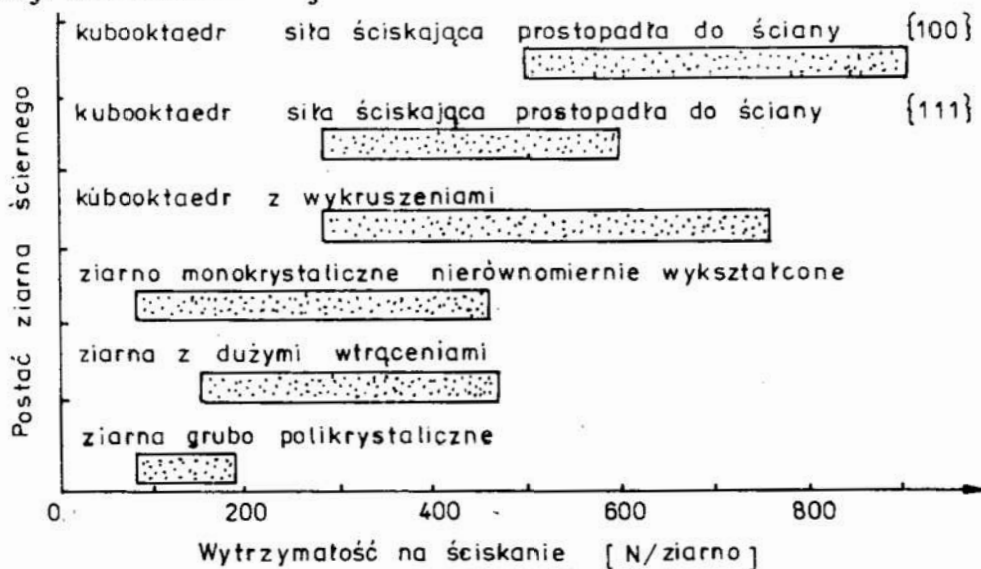 kubooktaedr siła ściskająca prostopadła do ściany {100}
kubooktaedr siła ściskająca prostopadła do ściany {111}
kubooktaedr z wykruszeniami
ziarno monokrystaliczne nierównomiernie wykształcone
ziarna z dużymi wtrąceniami
ziarna grubo polikrystaliczne
Postać ziarna ściernego
0 200 400 600 800
Wytrzymałość na ściskanie [N/ziarno]